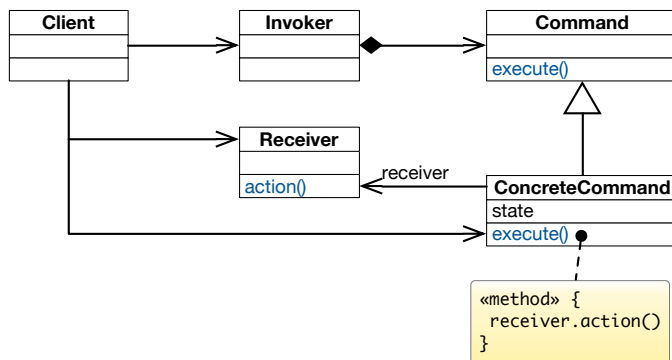 Client
Invoker
Command
execute()
Receiver
action()
receiver
ConcreteCommand
state
execute()
«method» {
receiver.action()
}